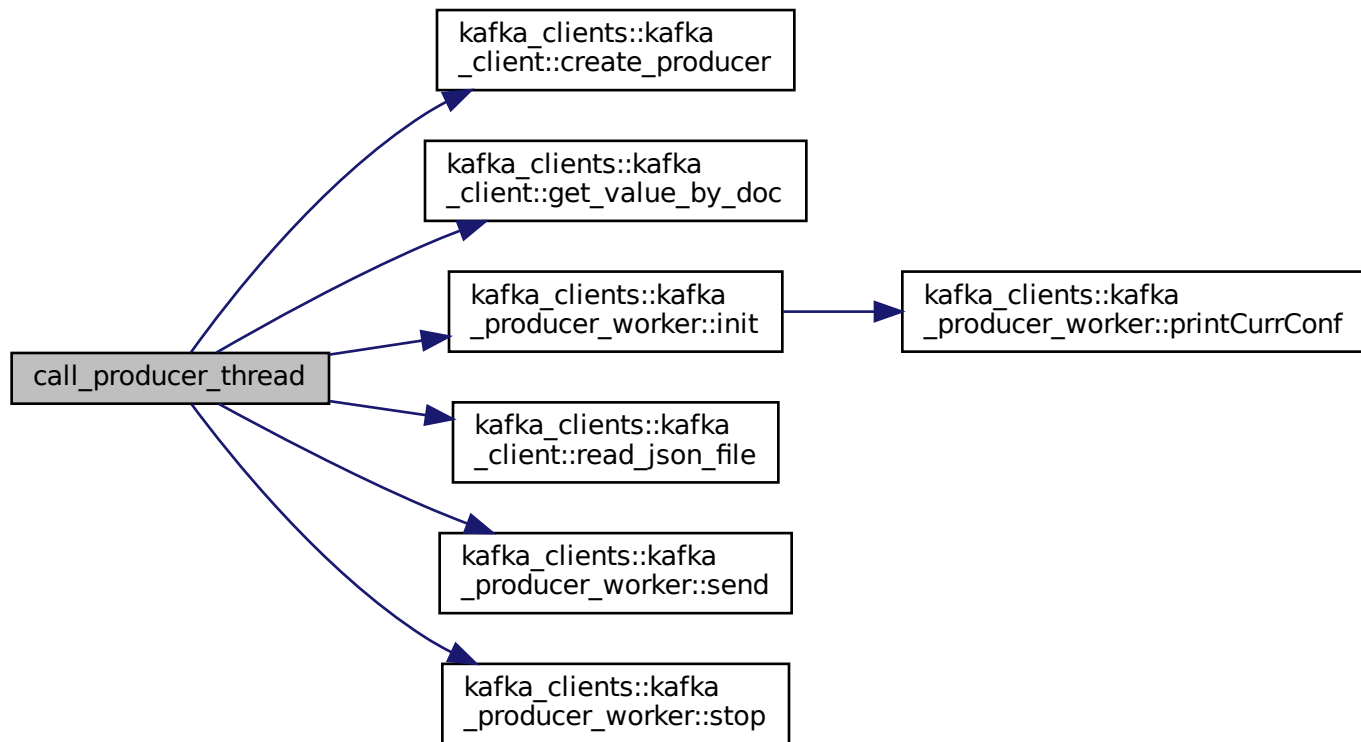 kafka_clients::kafka
_client::create_producer
kafka_clients::kafka
_client::get_value_by_doc
kafka_clients::kafka
_producer_worker::init
kafka_clients::kafka
_producer_worker::printCurrConf
call_producer_thread
kafka_clients::kafka
_client::read_json_file
kafka_clients::kafka
_producer_worker::send
kafka_clients::kafka
_producer_worker::stop